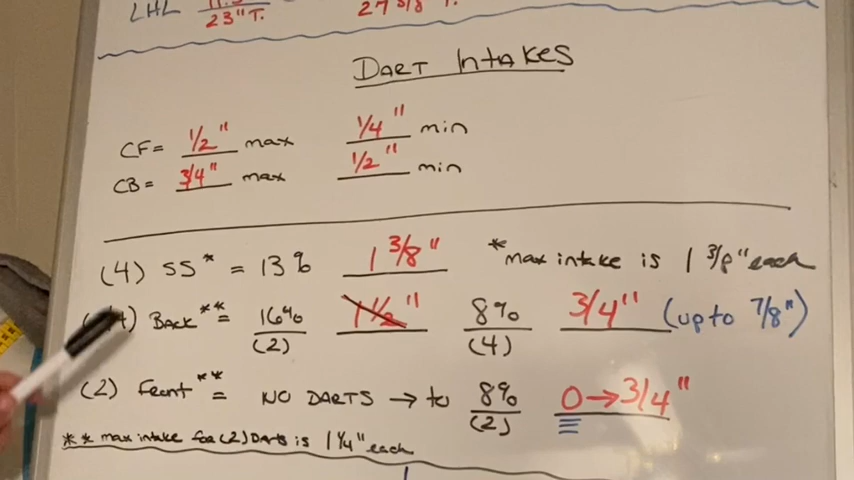 LHL 23"T. 27 5/8 T.
DART INTAKES
CF = 1/2" max 1/4" min
CB = 3/4" max 1/2" min
(4) SS* = 13% 1 3/8" *max intake is 1 3/8" each
BACK** = 16% (2) 1 1/2" 8% (4) 3/4" (up to 7/8")
(2) Front** = NO DARTS → to 8% (2) 0 → 3/4"
** max intake for (2) Darts is 1 1/4" each